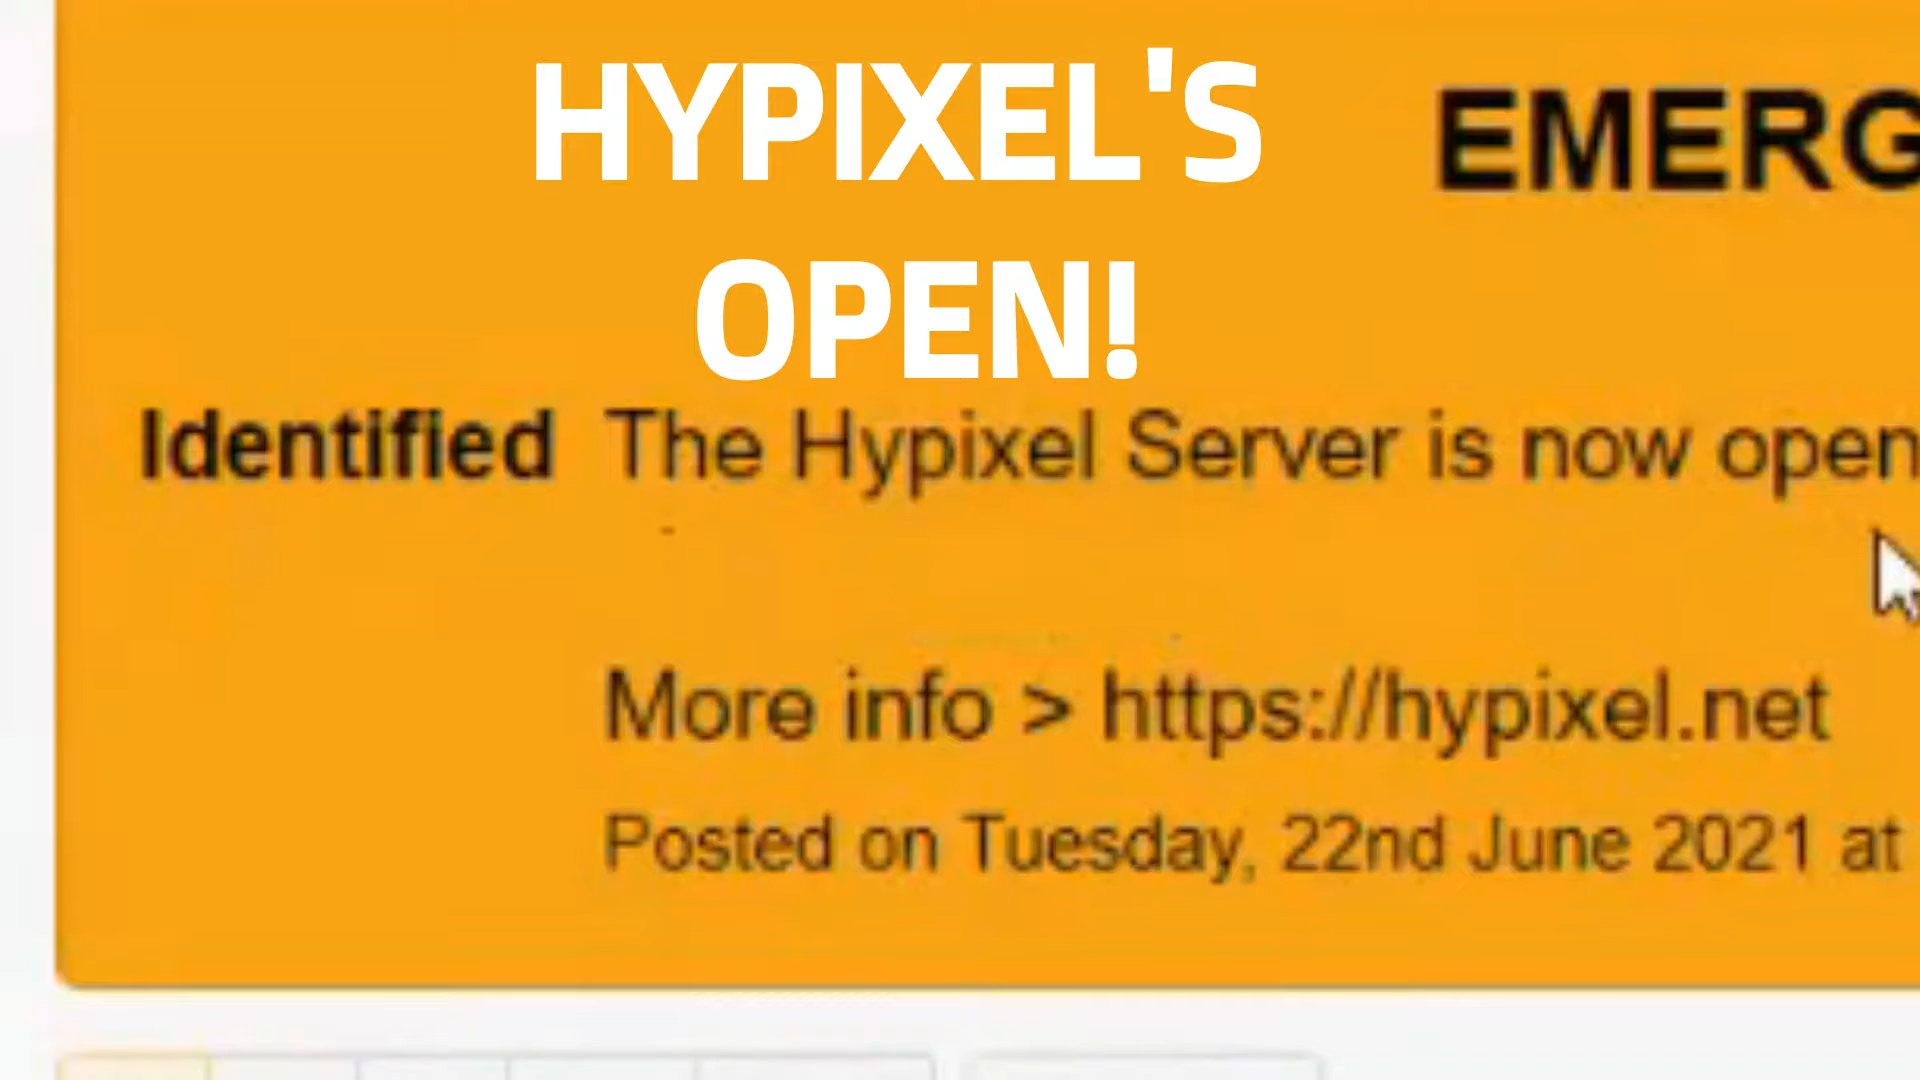 HYPIXEL'S
OPEN!
EMERG
Identified The Hypixel Server is now open
More info > https://hypixel.net
Posted on Tuesday, 22nd June 2021 at